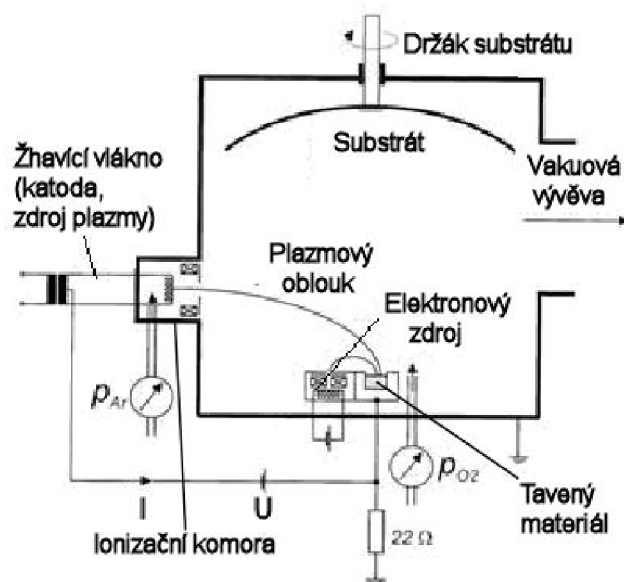 Držák substrátu
Substrát
Žhavící vlákno
(katoda,
zdroj plazmy)
Vakuová
vývěva
Plazmový
oblouk
Elektronový
zdroj
pAr
pO2
I
U
22 Ω
Tavený
materiál
Ionizační komora